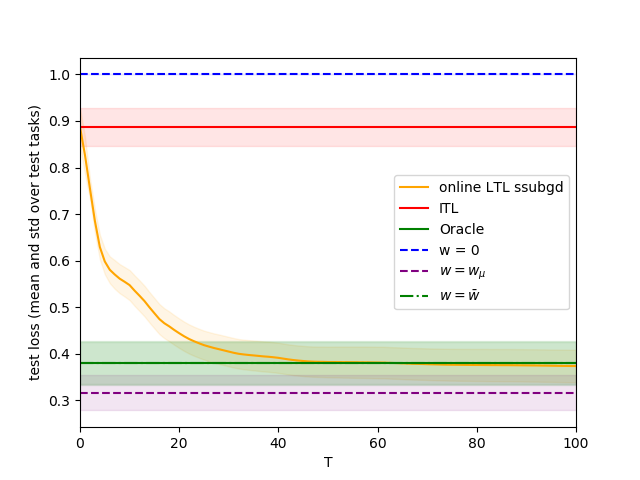 test loss (mean and std over test tasks)
1.0
0.9
0.8
0.7
0.6
0.5
0.4
0.3
online LTL ssubgd
ITL
Oracle
w = 0
w = w_μ
w = w̄
0 20 40 60 80 100
T